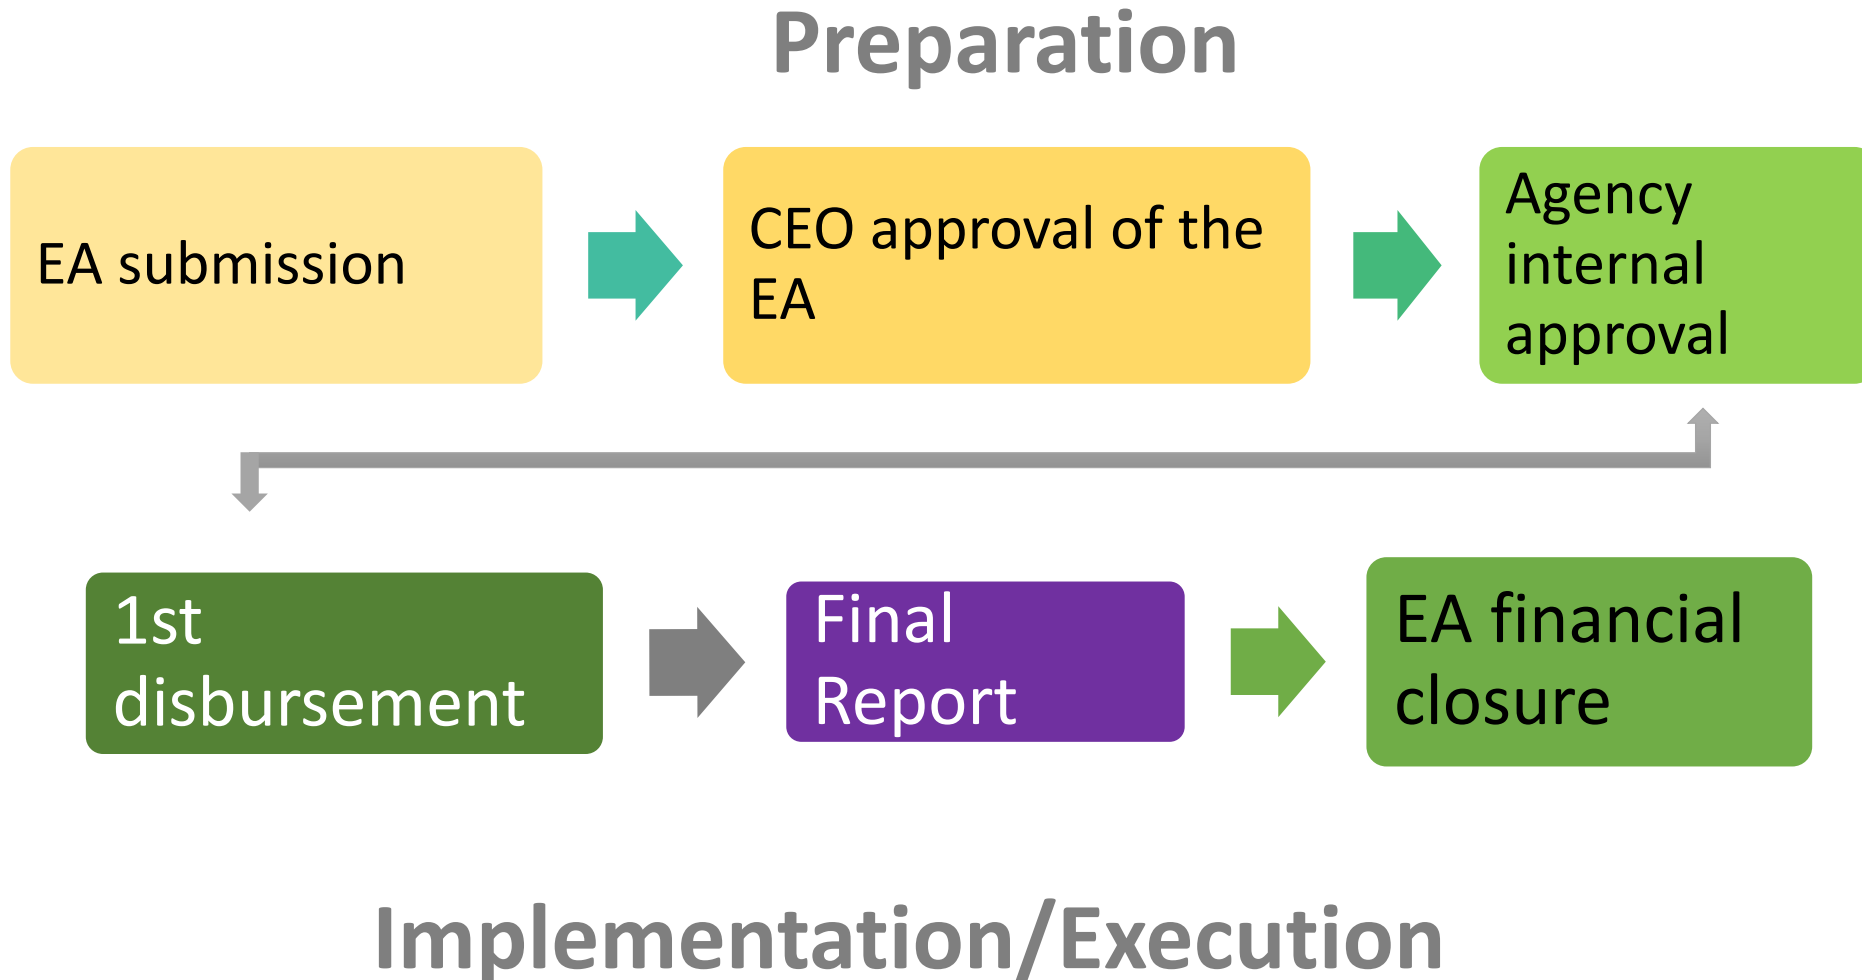 Preparation
EA submission
CEO approval of the
EA
Agency
internal
approval
1st
disbursement
Final
Report
EA financial
closure
Implementation/Execution